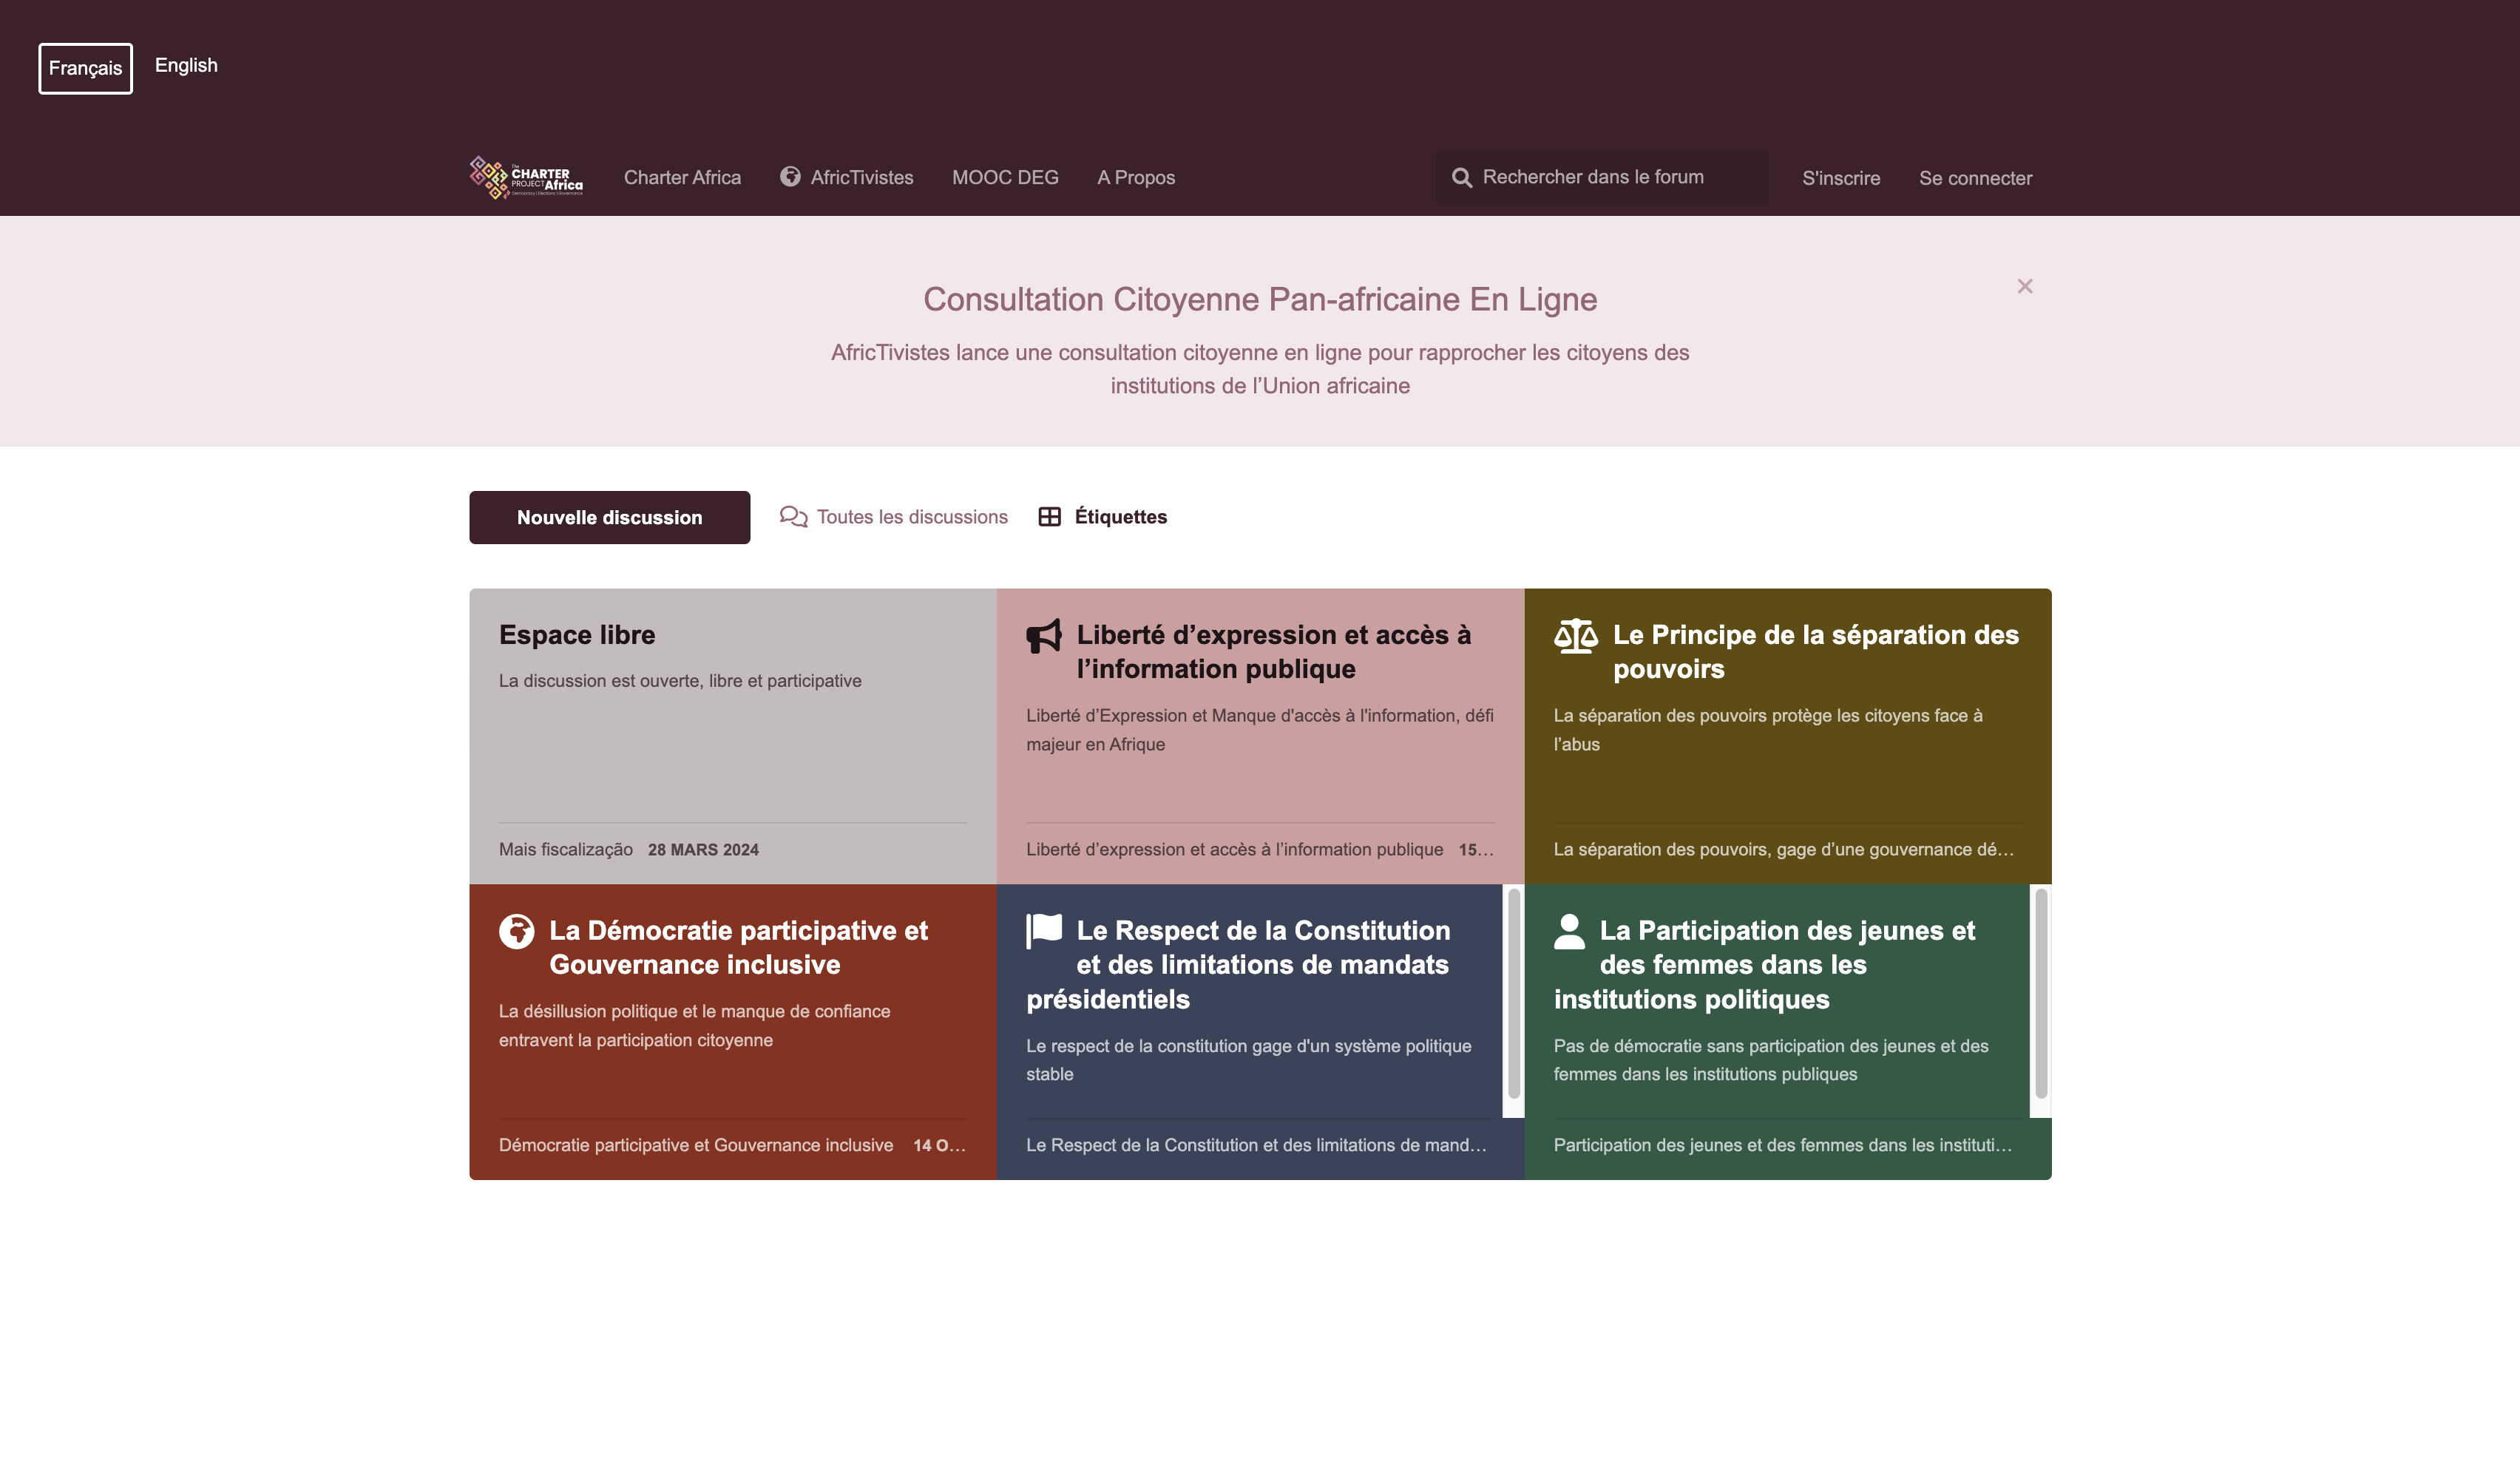 Français
English
The
CHARTER
PROJECT Africa
Democracy | Elections | Governance
Charter Africa
AfricTivistes
MOOC DEG
A Propos
Rechercher dans le forum
S'inscrire
Se connecter
Consultation Citoyenne Pan-africaine En Ligne
AfricTivistes lance une consultation citoyenne en ligne pour rapprocher les citoyens des
institutions de l’Union africaine
Nouvelle discussion
Toutes les discussions
Étiquettes
Espace libre
La discussion est ouverte, libre et participative
Mais fiscalização 28 MARS 2024
Liberté d’expression et accès à
l’information publique
Liberté d’Expression et Manque d'accès à l'information, défi
majeur en Afrique
Liberté d’expression et accès à l’information publique 15…
Le Principe de la séparation des
pouvoirs
La séparation des pouvoirs protège les citoyens face à
l’abus
La séparation des pouvoirs, gage d’une gouvernance dé…
La Démocratie participative et
Gouvernance inclusive
La désillusion politique et le manque de confiance
entravent la participation citoyenne
Démocratie participative et Gouvernance inclusive 14 O…
Le Respect de la Constitution
et des limitations de mandats
présidentiels
Le respect de la constitution gage d'un système politique
stable
Le Respect de la Constitution et des limitations de mand…
La Participation des jeunes et
des femmes dans les
institutions politiques
Pas de démocratie sans participation des jeunes et des
femmes dans les institutions publiques
Participation des jeunes et des femmes dans les instituti…